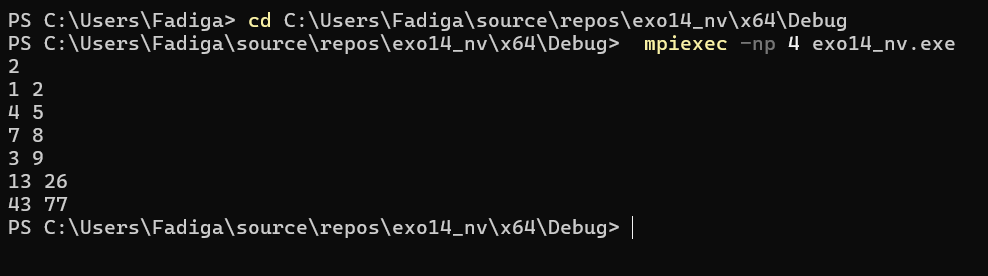 PS C:\Users\Fadiga> cd C:\Users\Fadiga\source\repos\exo14_nv\x64\Debug
PS C:\Users\Fadiga\source\repos\exo14_nv\x64\Debug>  mpiexec -np 4 exo14_nv.exe
2
1 2
4 5
7 8
3 9
13 26
43 77
PS C:\Users\Fadiga\source\repos\exo14_nv\x64\Debug>